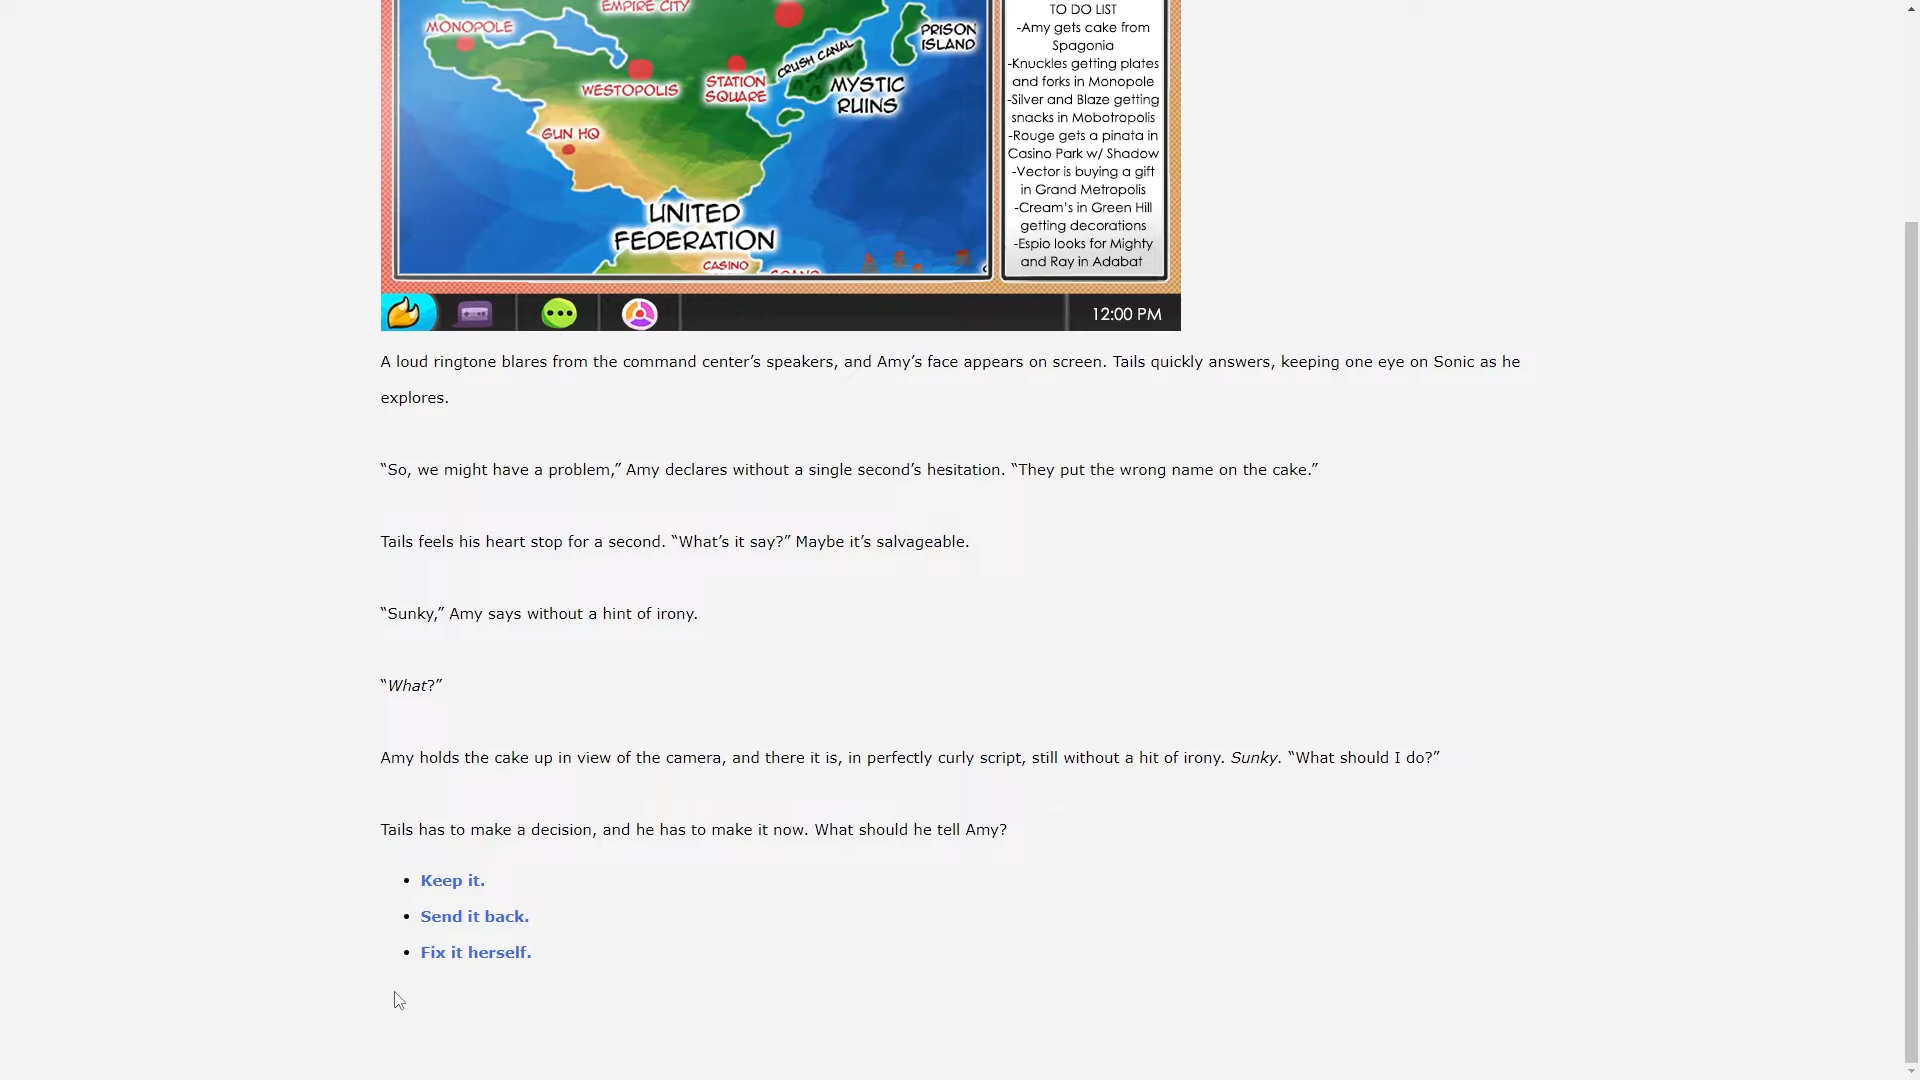 EMPIRE CITY
MONOPOLE
PRISON
ISLAND
CRUSH CANAL
WESTOPOLIS
STATION
SQUARE
MYSTIC
RUINS
GUN HQ
UNITED
FEDERATION
CASINO
TO DO LIST
-Amy gets cake from
Spagonia
-Knuckles getting plates
and forks in Monopole
-Silver and Blaze getting
snacks in Mobotropolis
-Rouge gets a pinata in
Casino Park w/ Shadow
-Vector is buying a gift
in Grand Metropolis
-Cream's in Green Hill
getting decorations
-Espio looks for Mighty
and Ray in Adabat
12:00 PM
A loud ringtone blares from the command center’s speakers, and Amy’s face appears on screen. Tails quickly answers, keeping one eye on Sonic as he
explores.
“So, we might have a problem,” Amy declares without a single second’s hesitation. “They put the wrong name on the cake.”
Tails feels his heart stop for a second. “What’s it say?” Maybe it’s salvageable.
“Sunky,” Amy says without a hint of irony.
“What?”
Amy holds the cake up in view of the camera, and there it is, in perfectly curly script, still without a hit of irony. Sunky. “What should I do?”
Tails has to make a decision, and he has to make it now. What should he tell Amy?
• Keep it.
• Send it back.
• Fix it herself.